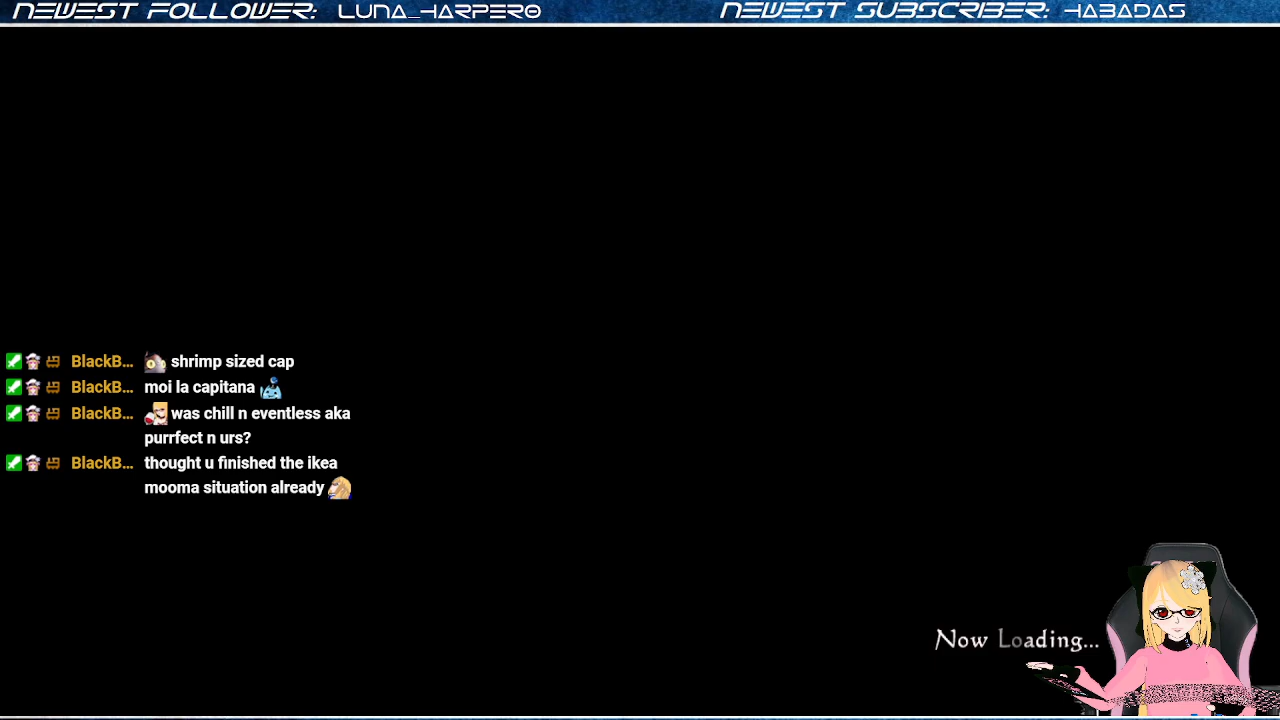 NEWEST FOLLOWER: LUNA_HARPER0 NEWEST SUBSCRIBER: HABADAS
BlackB... shrimp sized cap
BlackB... moi la capitana
BlackB... was chill n eventless aka
purrfect n urs?
BlackB... thought u finished the ikea
mooma situation already
Now Loading...